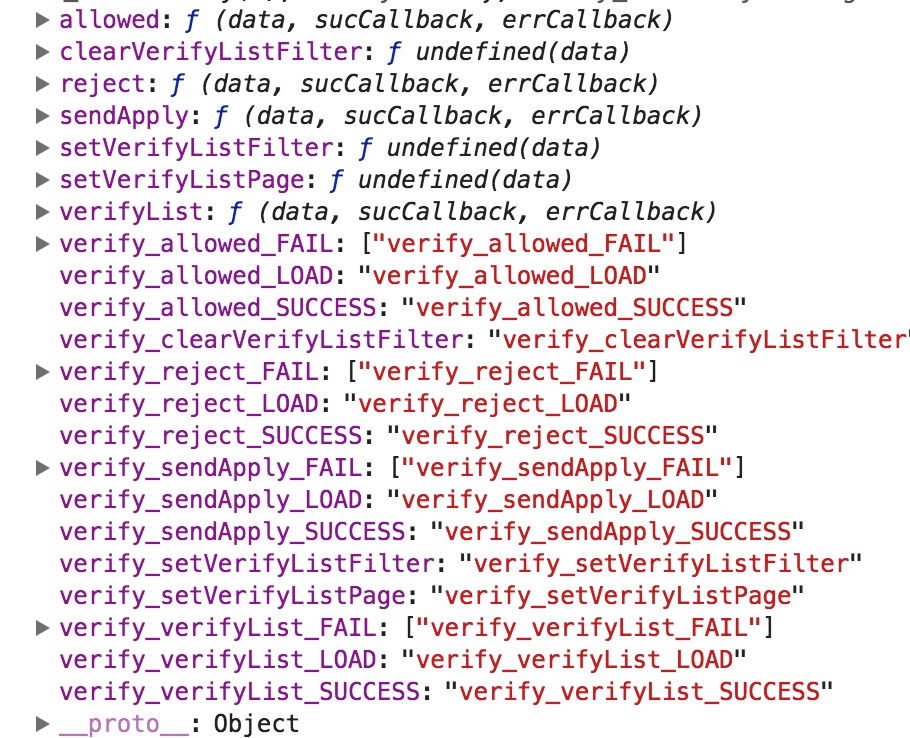 allowed: ƒ (data, sucCallback, errCallback)
clearVerifyListFilter: ƒ undefined(data)
reject: ƒ (data, sucCallback, errCallback)
sendApply: ƒ (data, sucCallback, errCallback)
setVerifyListFilter: ƒ undefined(data)
setVerifyListPage: ƒ undefined(data)
verifyList: ƒ (data, sucCallback, errCallback)
verify_allowed_FAIL: ["verify_allowed_FAIL"]
verify_allowed_LOAD: "verify_allowed_LOAD"
verify_allowed_SUCCESS: "verify_allowed_SUCCESS"
verify_clearVerifyListFilter: "verify_clearVerifyListFilter"
verify_reject_FAIL: ["verify_reject_FAIL"]
verify_reject_LOAD: "verify_reject_LOAD"
verify_reject_SUCCESS: "verify_reject_SUCCESS"
verify_sendApply_FAIL: ["verify_sendApply_FAIL"]
verify_sendApply_LOAD: "verify_sendApply_LOAD"
verify_sendApply_SUCCESS: "verify_sendApply_SUCCESS"
verify_setVerifyListFilter: "verify_setVerifyListFilter"
verify_setVerifyListPage: "verify_setVerifyListPage"
verify_verifyList_FAIL: ["verify_verifyList_FAIL"]
verify_verifyList_LOAD: "verify_verifyList_LOAD"
verify_verifyList_SUCCESS: "verify_verifyList_SUCCESS"
__proto__: Object